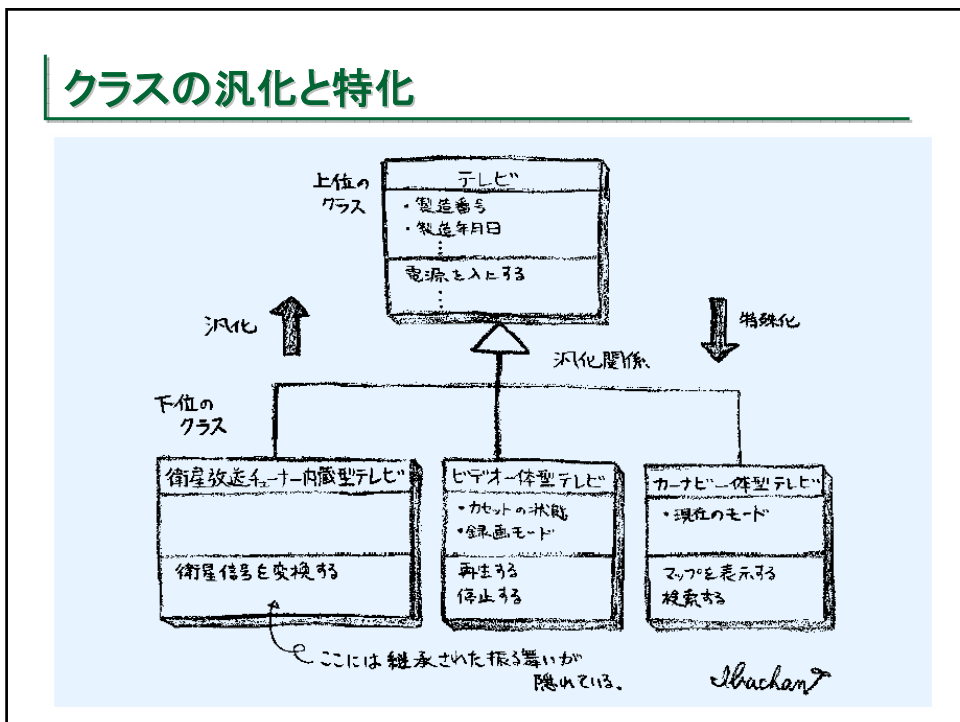 クラスの汎化と特化
上位の
クラス
テレビ
・製造番号
・製造年月日
電源を入にする
汎化
特殊化
汎化関係
下位の
クラス
衛星放送チューナー内蔵型テレビ
衛星信号を変換する
ビデオ一体型テレビ
・カセットの状態
・録画モード
再生する
停止する
カーナビ一体型テレビ
・現在のモード
マップを表示する
検索する
ここには継承された振る舞いが
隠れている。
Ibachan